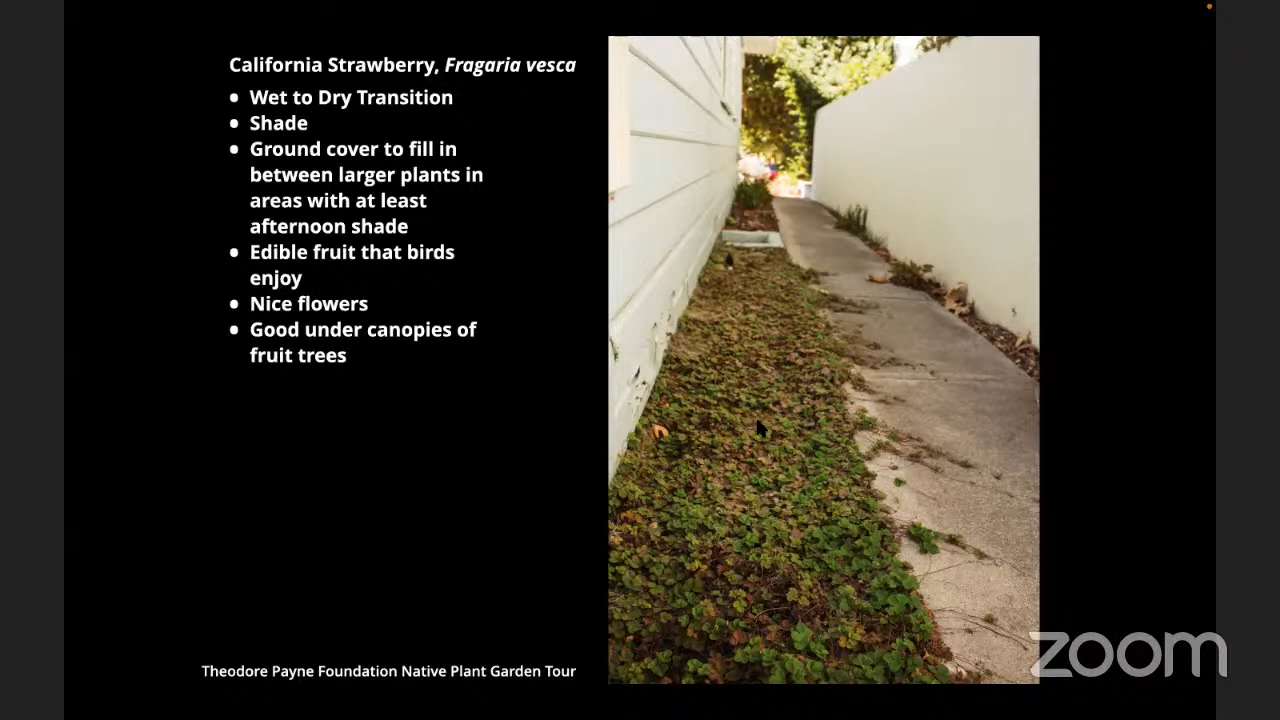 California Strawberry, Fragaria vesca
• Wet to Dry Transition
• Shade
• Ground cover to fill in
between larger plants in
areas with at least
afternoon shade
• Edible fruit that birds
enjoy
• Nice flowers
• Good under canopies of
fruit trees
Theodore Payne Foundation Native Plant Garden Tour
zoom